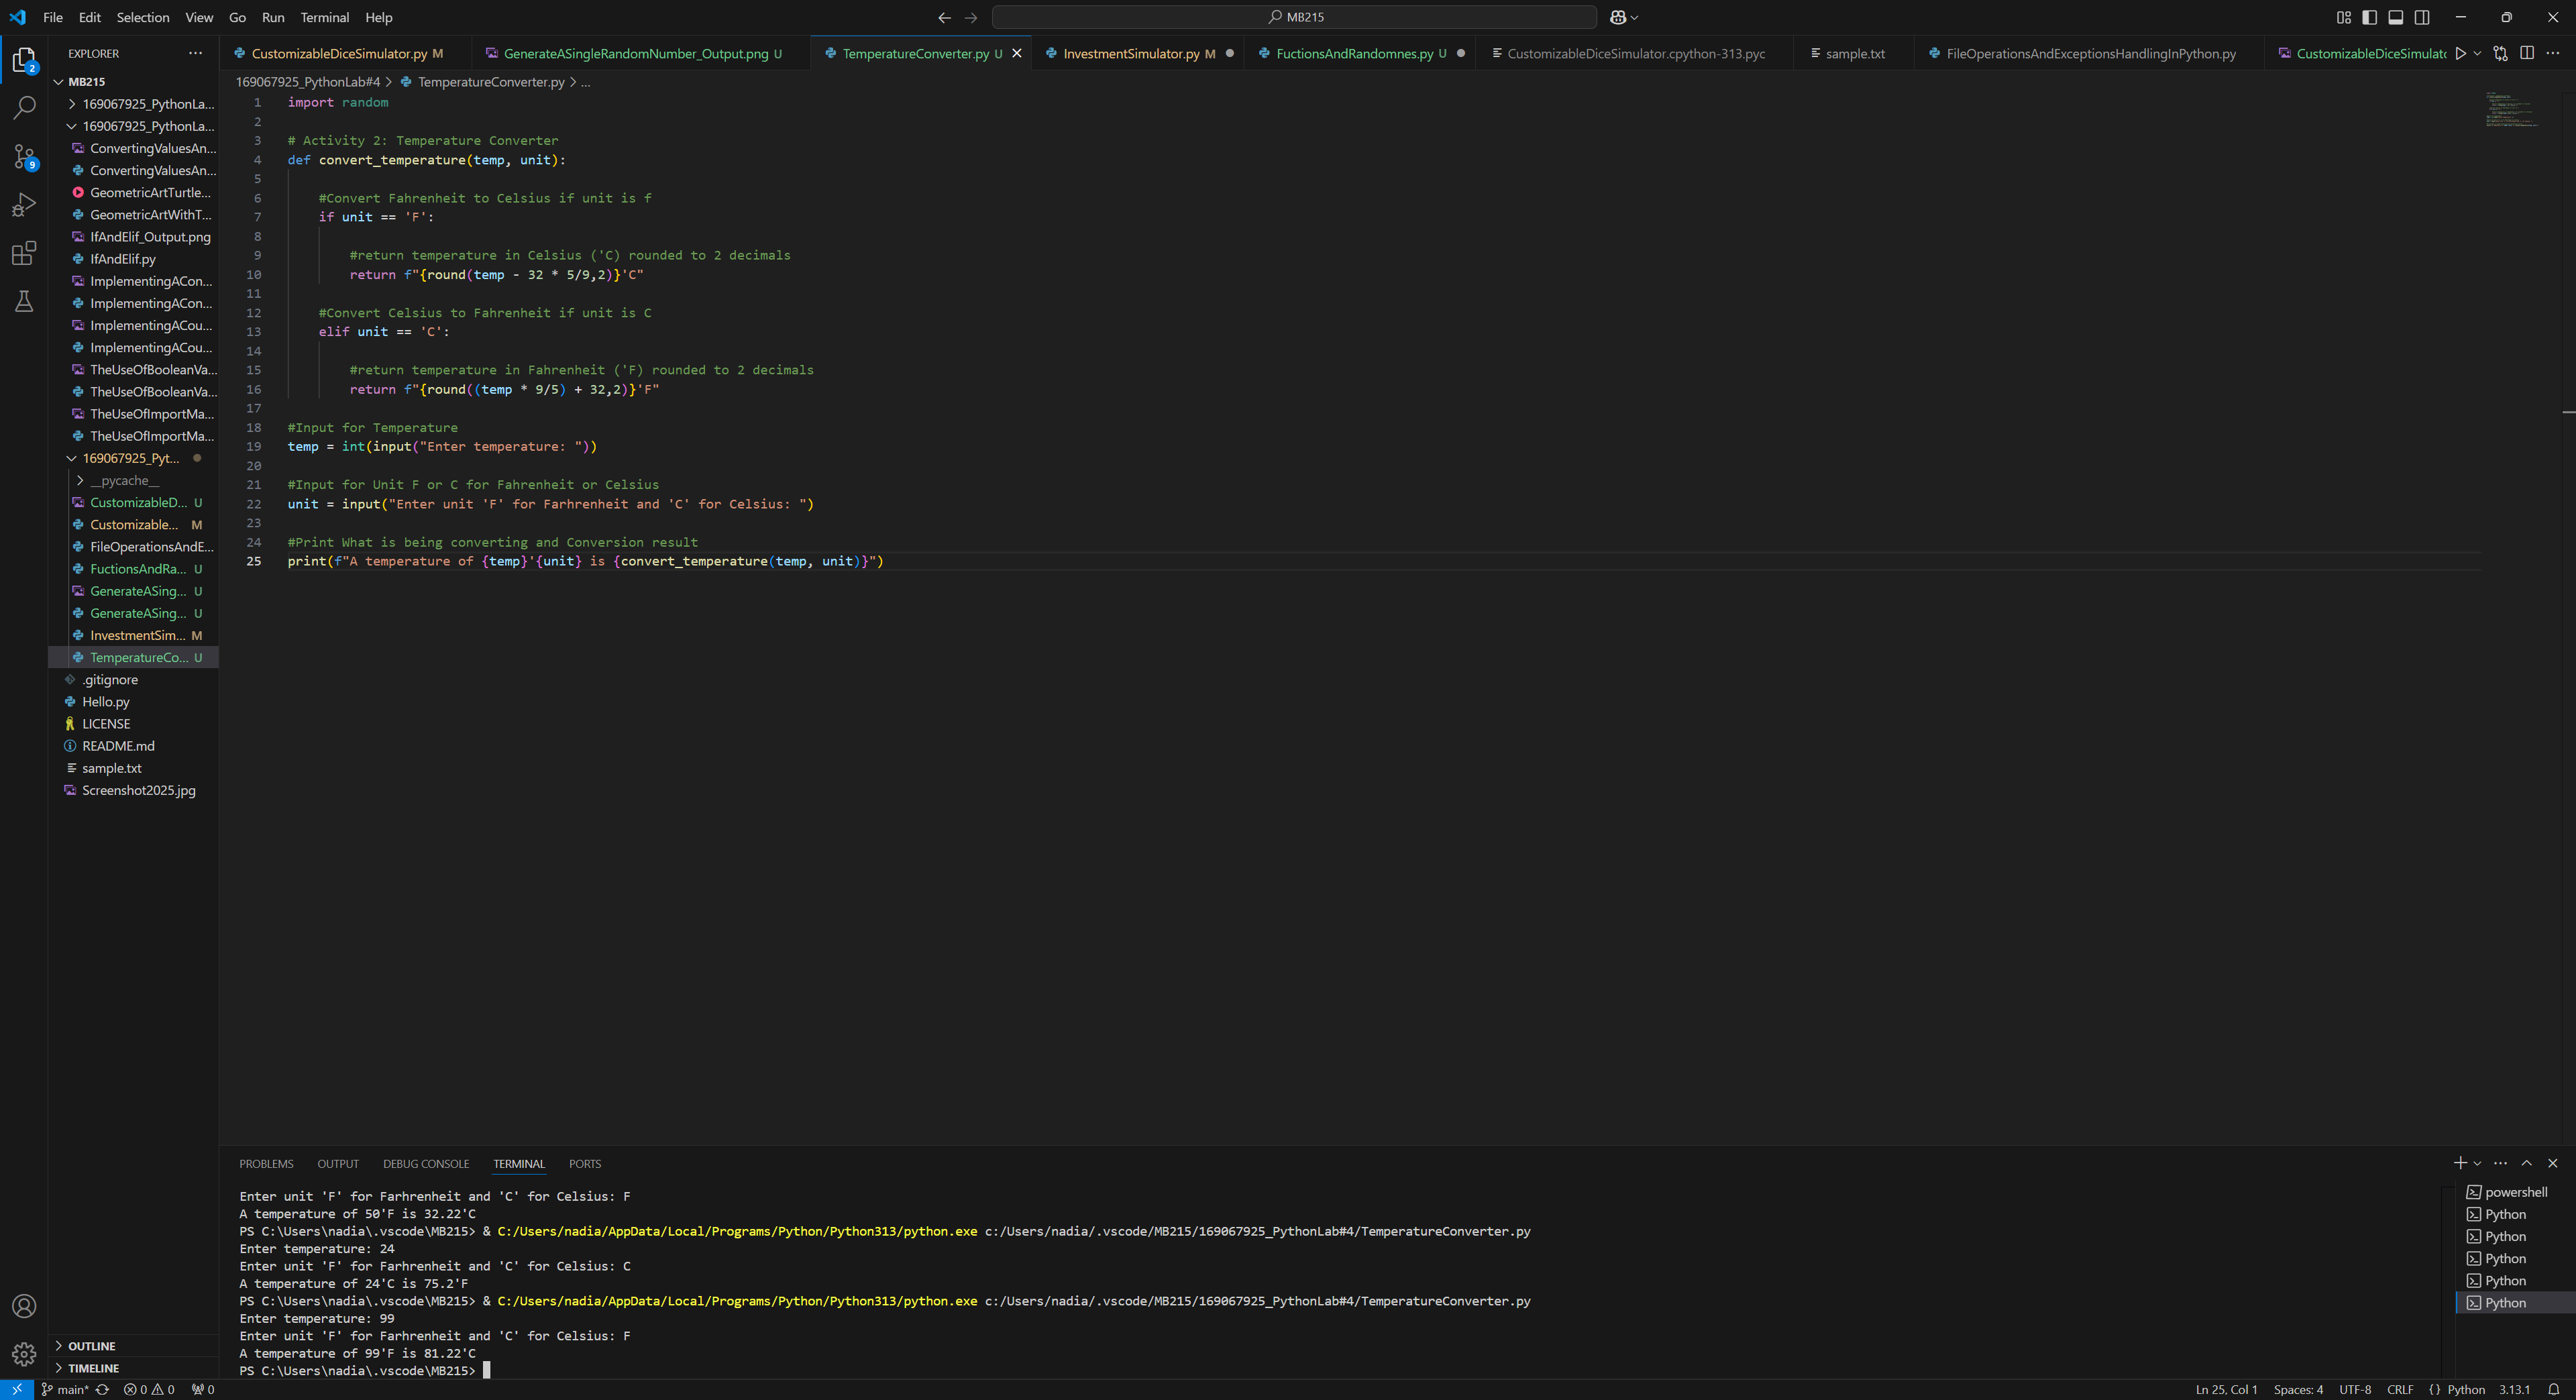 File Edit Selection View Go Run Terminal Help
MB215
EXPLORER
MB215
169067925_PythonLa...
169067925_PythonLa...
ConvertingValuesAn...
ConvertingValuesAn...
GeometricArtTurtle...
GeometricArtWithT...
IfAndElif_Output.png
IfAndElif.py
ImplementingACon...
ImplementingACon...
ImplementingACou...
ImplementingACou...
TheUseOfBooleanVa...
TheUseOfBooleanVa...
TheUseOfImportMa...
TheUseOfImportMa...
169067925_Pyt...
__pycache__
CustomizableD... U
Customizable... M
FileOperationsAndE...
FuctionsAndRa... U
GenerateASing... U
GenerateASing... U
InvestmentSim... M
TemperatureCo... U
.gitignore
Hello.py
LICENSE
README.md
sample.txt
Screenshot2025.jpg
OUTLINE
TIMELINE
2
9
CustomizableDiceSimulator.py M GenerateASingleRandomNumber_Output.png U TemperatureConverter.py U InvestmentSimulator.py M FuctionsAndRandomnes.py U CustomizableDiceSimulator.cpython-313.pyc sample.txt FileOperationsAndExceptionsHandlingInPython.py CustomizableDiceSimulat
169067925_PythonLab#4 > TemperatureConverter.py > ...
1 import random
2
3 # Activity 2: Temperature Converter
4 def convert_temperature(temp, unit):
5
6 #Convert Fahrenheit to Celsius if unit is f
7 if unit == 'F':
8
9 #return temperature in Celsius ('C) rounded to 2 decimals
10 return f"{round(temp - 32 * 5/9,2)}'C"
11
12 #Convert Celsius to Fahrenheit if unit is C
13 elif unit == 'C':
14
15 #return temperature in Fahrenheit ('F) rounded to 2 decimals
16 return f"{round((temp * 9/5) + 32,2)}'F"
17
18 #Input for Temperature
19 temp = int(input("Enter temperature: "))
20
21 #Input for Unit F or C for Fahrenheit or Celsius
22 unit = input("Enter unit 'F' for Farhrenheit and 'C' for Celsius: ")
23
24 #Print What is being converting and Conversion result
25 print(f"A temperature of {temp}'{unit} is {convert_temperature(temp, unit)}")
PROBLEMS OUTPUT DEBUG CONSOLE TERMINAL PORTS
Enter unit 'F' for Farhrenheit and 'C' for Celsius: F
A temperature of 50'F is 32.22'C
PS C:\Users\nadia\.vscode\MB215> & C:/Users/nadia/AppData/Local/Programs/Python/Python313/python.exe c:/Users/nadia/.vscode/MB215/169067925_PythonLab#4/TemperatureConverter.py
Enter temperature: 24
Enter unit 'F' for Farhrenheit and 'C' for Celsius: C
A temperature of 24'C is 75.2'F
PS C:\Users\nadia\.vscode\MB215> & C:/Users/nadia/AppData/Local/Programs/Python/Python313/python.exe c:/Users/nadia/.vscode/MB215/169067925_PythonLab#4/TemperatureConverter.py
Enter temperature: 99
Enter unit 'F' for Farhrenheit and 'C' for Celsius: F
A temperature of 99'F is 81.22'C
PS C:\Users\nadia\.vscode\MB215>
powershell
Python
Python
Python
Python
Python
main* 0 0 0
Ln 25, Col 1 Spaces: 4 UTF-8 CRLF {} Python 3.13.1